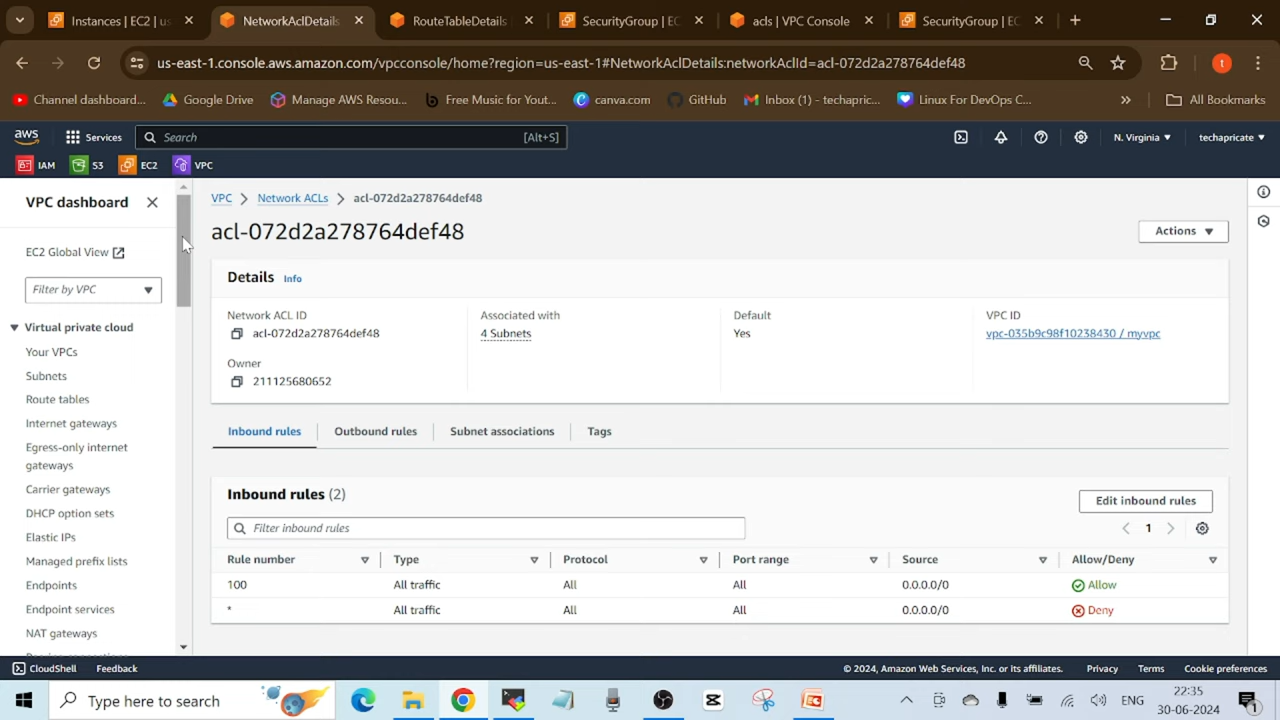 Instances | EC2 | us
NetworkAclDetails
RouteTableDetails
SecurityGroup | EC
acls | VPC Console
SecurityGroup | EC
us-east-1.console.aws.amazon.com/vpcconsole/home?region=us-east-1#NetworkAclDetails:networkAclId=acl-072d2a278764def48
t
Channel dashboard...
Google Drive
Manage AWS Resou...
Free Music for Yout...
canva.com
GitHub
Inbox (1) - techapric...
Linux For DevOps C...
All Bookmarks
aws
Services
Search
[Alt+S]
N. Virginia
techapricate
IAM
S3
EC2
VPC
VPC dashboard
EC2 Global View
Filter by VPC
Virtual private cloud
Your VPCs
Subnets
Route tables
Internet gateways
Egress-only internet
gateways
Carrier gateways
DHCP option sets
Elastic IPs
Managed prefix lists
Endpoints
Endpoint services
NAT gateways
VPC > Network ACLs > acl-072d2a278764def48
acl-072d2a278764def48
Actions
Details Info
Network ACL ID
acl-072d2a278764def48
Associated with
4 Subnets
Default
Yes
VPC ID
vpc-035b9c98f10238430 / myvpc
Owner
211125680652
Inbound rules
Outbound rules
Subnet associations
Tags
Inbound rules (2)
Edit inbound rules
Filter inbound rules
1
Rule number Type Protocol Port range Source Allow/Deny
100 All traffic All All 0.0.0.0/0 Allow
* All traffic All All 0.0.0.0/0 Deny
CloudShell
Feedback
© 2024, Amazon Web Services, Inc. or its affiliates.
Privacy
Terms
Cookie preferences
Type here to search
ENG
22:35
30-06-2024
1